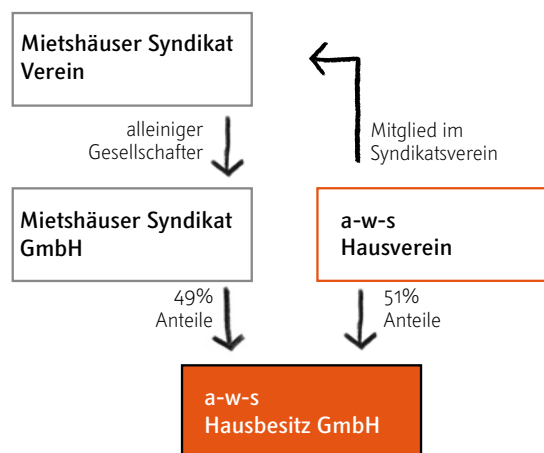 Mietshäuser Syndikat
Verein
alleiniger
Gesellschafter
Mitglied im
Syndikatsverein
Mietshäuser Syndikat
GmbH
a-w-s
Hausverein
49%
Anteile
51%
Anteile
a-w-s
Hausbesitz GmbH